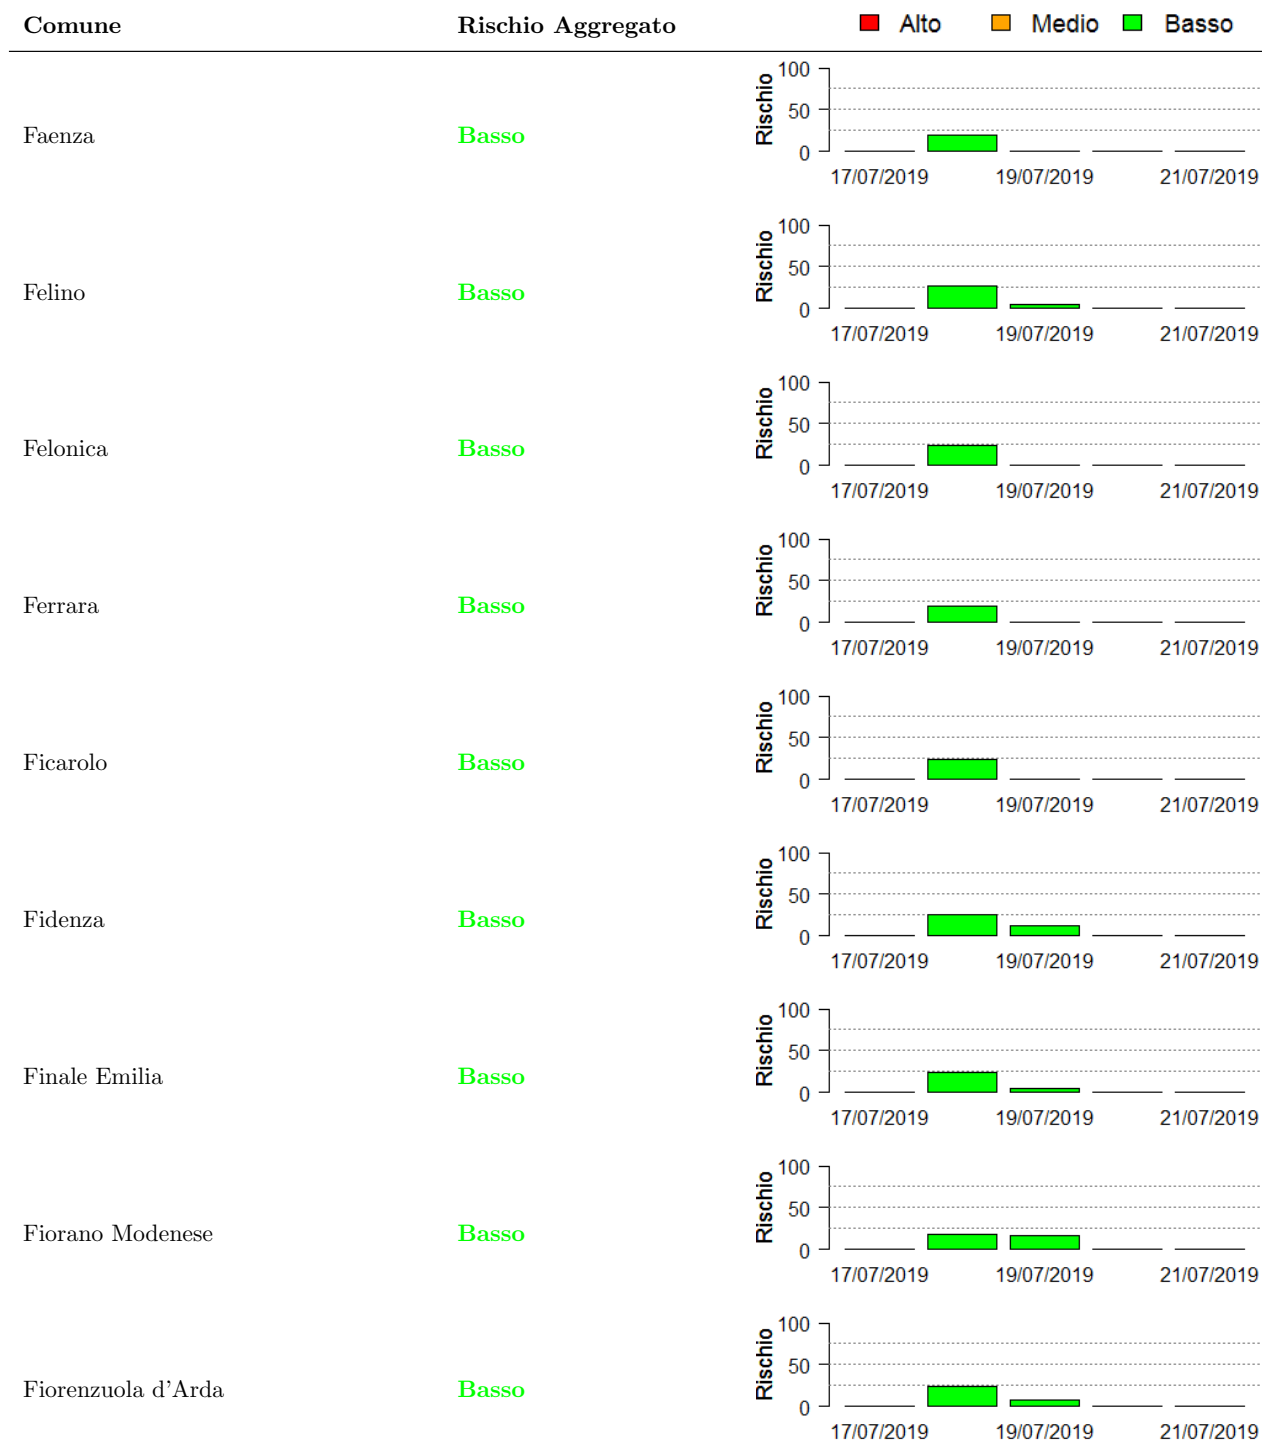 Comune Rischio Aggregato Alto Medio Basso
Faenza Basso Rischio 100 50 0
17/07/2019 19/07/2019 21/07/2019
Felino Basso Rischio 100 50 0
17/07/2019 19/07/2019 21/07/2019
Felonica Basso Rischio 100 50 0
17/07/2019 19/07/2019 21/07/2019
Ferrara Basso Rischio 100 50 0
17/07/2019 19/07/2019 21/07/2019
Ficarolo Basso Rischio 100 50 0
17/07/2019 19/07/2019 21/07/2019
Fidenza Basso Rischio 100 50 0
17/07/2019 19/07/2019 21/07/2019
Finale Emilia Basso Rischio 100 50 0
17/07/2019 19/07/2019 21/07/2019
Fiorano Modenese Basso Rischio 100 50 0
17/07/2019 19/07/2019 21/07/2019
Fiorenzuola d'Arda Basso Rischio 100 50 0
17/07/2019 19/07/2019 21/07/2019